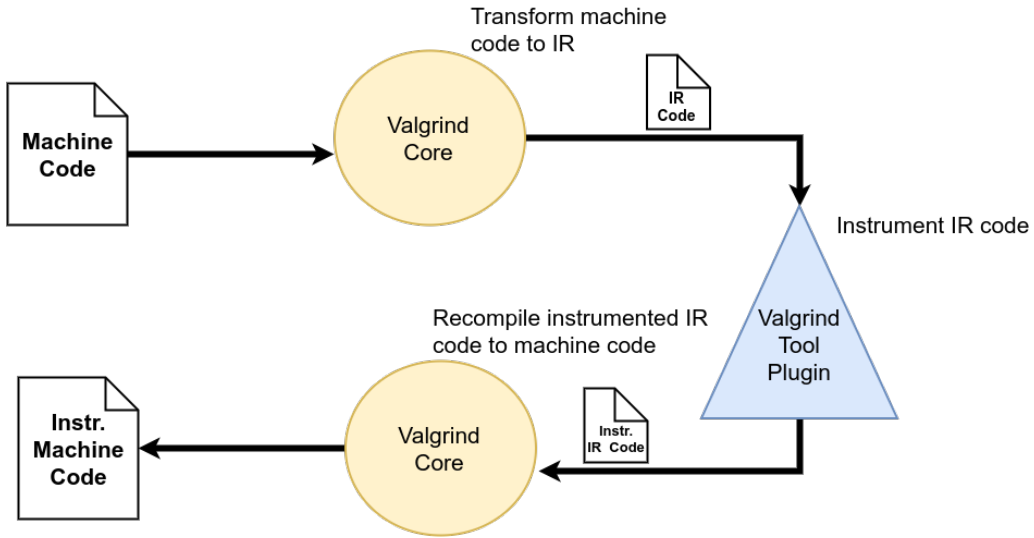 Transform machine
code to IR
IR
Code
Machine
Code
Valgrind
Core
Instrument IR code
Valgrind
Tool
Plugin
Recompile instrumented IR
code to machine code
Instr.
IR Code
Valgrind
Core
Instr.
Machine
Code